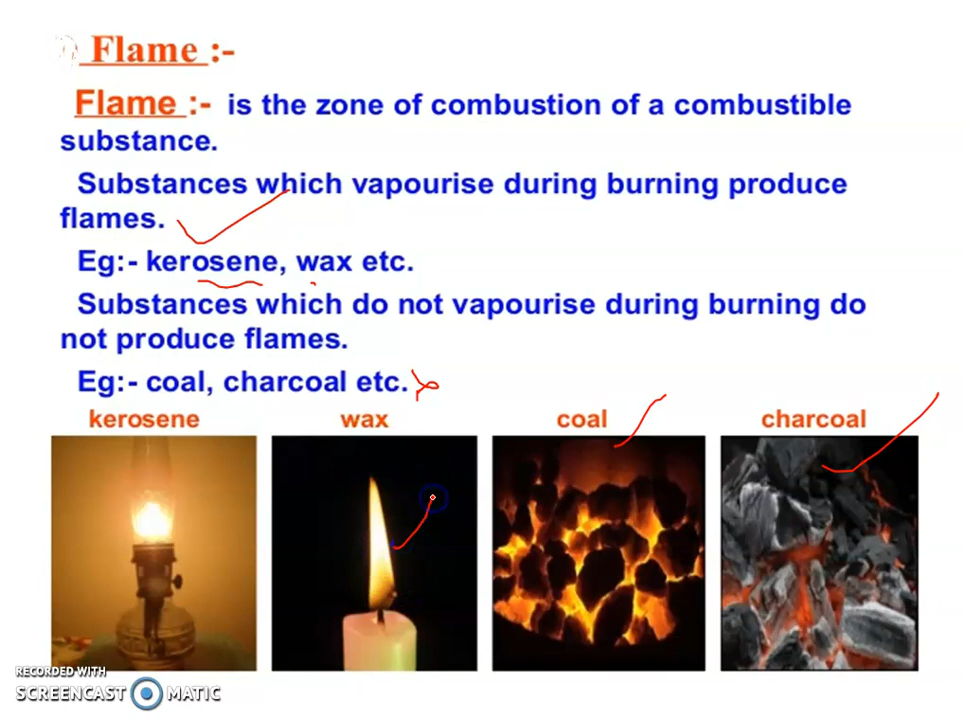 Flame :-
Flame :- is the zone of combustion of a combustible
substance.
Substances which vapourise during burning produce
flames.
Eg:- kerosene, wax etc.
Substances which do not vapourise during burning do
not produce flames.
Eg:- coal, charcoal etc.
kerosene wax coal charcoal
RECORDED WITH
SCREENCAST MATIC